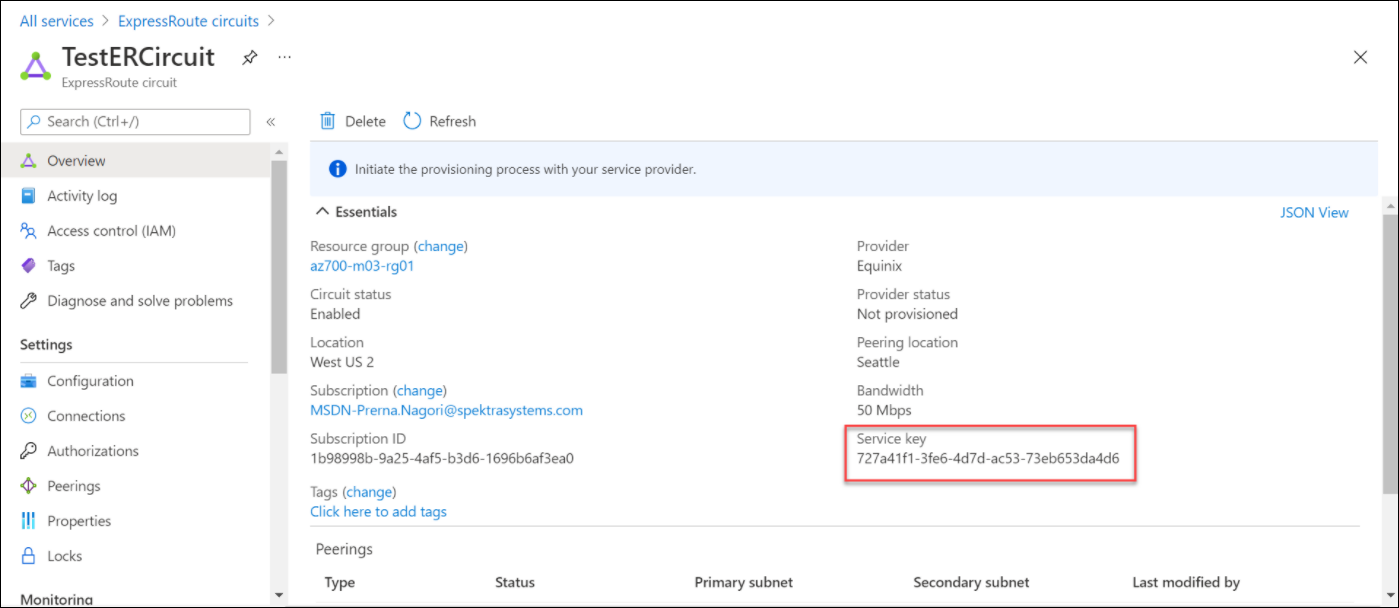 All services > ExpressRoute circuits >
TestERCircuit
ExpressRoute circuit
Search (Ctrl+/)
Overview
Activity log
Access control (IAM)
Tags
Diagnose and solve problems
Settings
Configuration
Connections
Authorizations
Peerings
Properties
Locks
Monitoring
Delete
Refresh
Initiate the provisioning process with your service provider.
Essentials
JSON View
Resource group (change)
az700-m03-rg01
Circuit status
Enabled
Location
West US 2
Subscription (change)
MSDN-Prerna.Nagori@spektrasystems.com
Subscription ID
1b98998b-9a25-4af5-b3d6-1696b6af3ea0
Tags (change)
Click here to add tags
Provider
Equinix
Provider status
Not provisioned
Peering location
Seattle
Bandwidth
50 Mbps
Service key
727a41f1-3fe6-4d7d-ac53-73eb653da4d6
Peerings
Type Status Primary subnet Secondary subnet Last modified by